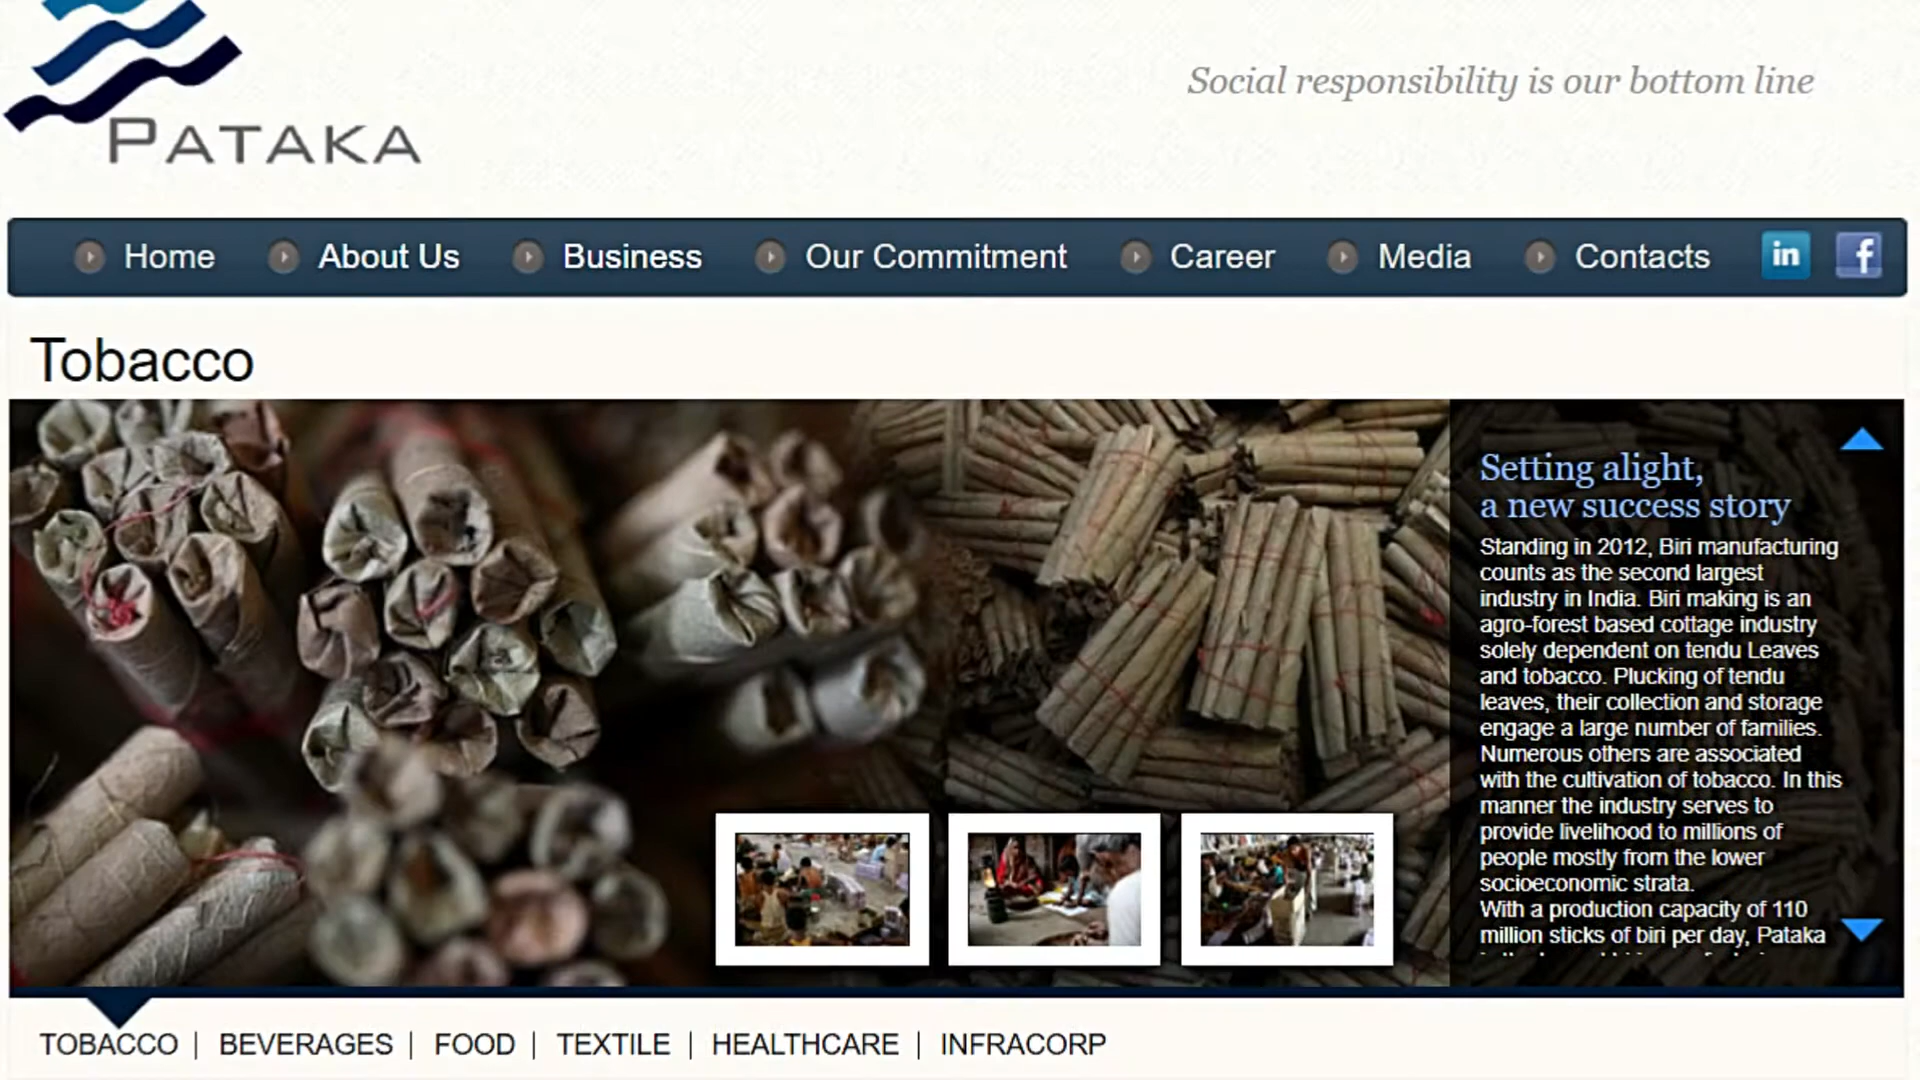 PATAKA
Social responsibility is our bottom line
Home About Us Business Our Commitment Career Media Contacts in f
Tobacco
Setting alight,
a new success story
Standing in 2012, Biri manufacturing
counts as the second largest
industry in India. Biri making is an
agro-forest based cottage industry
solely dependent on tendu Leaves
and tobacco. Plucking of tendu
leaves, their collection and storage
engage a large number of families.
Numerous others are associated
with the cultivation of tobacco. In this
manner the industry serves to
provide livelihood to millions of
people mostly from the lower
socioeconomic strata.
With a production capacity of 110
million sticks of biri per day, Pataka
TOBACCO | BEVERAGES | FOOD | TEXTILE | HEALTHCARE | INFRACORP